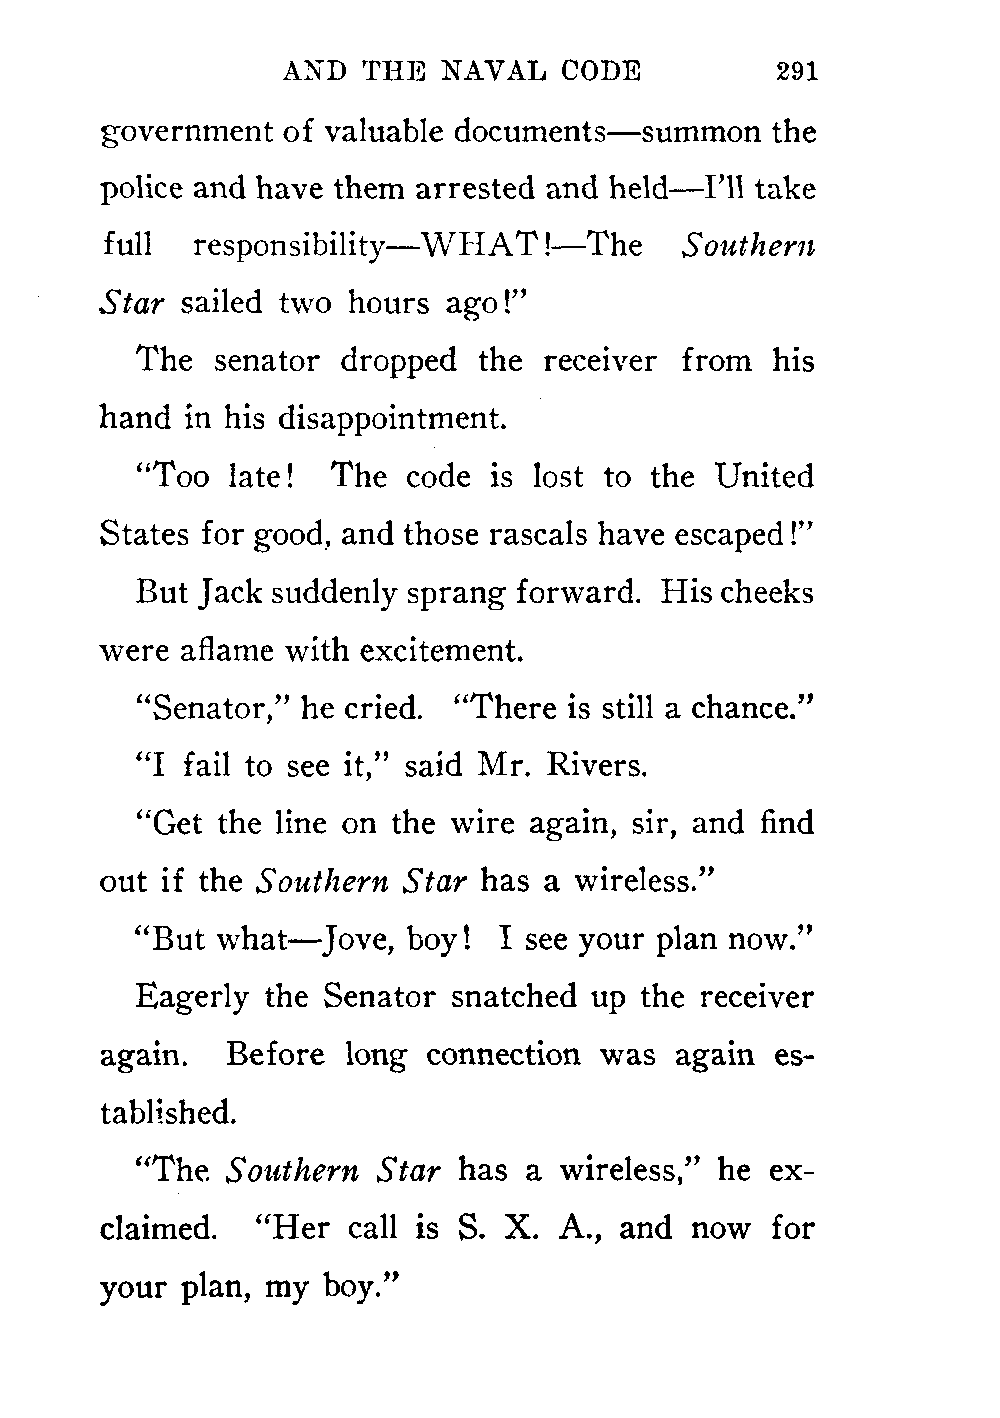 AND THE NAVAL CODE 291
government of valuable documents—summon the
police and have them arrested and held—I’ll take
full responsibility—WHAT!—The Southern
Star sailed two hours ago!”
The senator dropped the receiver from his
hand in his disappointment.
“Too late! The code is lost to the United
States for good, and those rascals have escaped!”
But Jack suddenly sprang forward. His cheeks
were aflame with excitement.
“Senator,” he cried. “There is still a chance.”
“I fail to see it,” said Mr. Rivers.
“Get the line on the wire again, sir, and find
out if the Southern Star has a wireless.”
“But what—Jove, boy! I see your plan now.”
Eagerly the Senator snatched up the receiver
again. Before long connection was again es-
tablished.
“The Southern Star has a wireless,” he ex-
claimed. “Her call is S. X. A., and now for
your plan, my boy.”